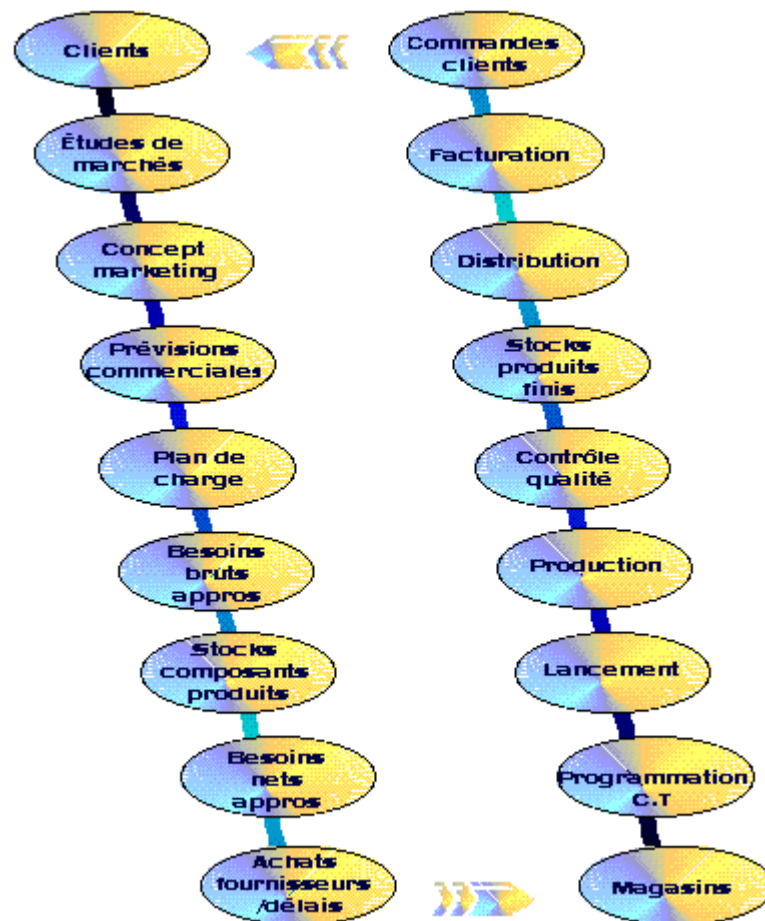 Clients
Études de
marchés
Concept
marketing
Prévisions
commerciales
Plan de
charge
Besoins
bruts
appros
Stocks
composants
produits
Besoins
nets
appros
Achats
fournisseurs
/délais
Commandes
clients
Facturation
Distribution
Stocks
produits
finis
Contrôle
qualité
Production
Lancement
Programmation
C.T
Magasins